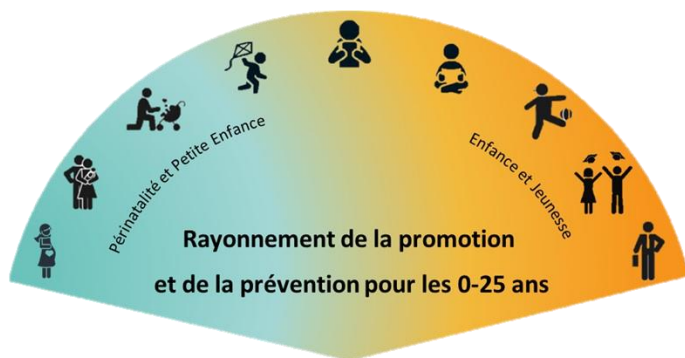 Périnatalité et Petite Enfance
Enfance et Jeunesse
Rayonnement de la promotion
et de la prévention pour les 0-25 ans